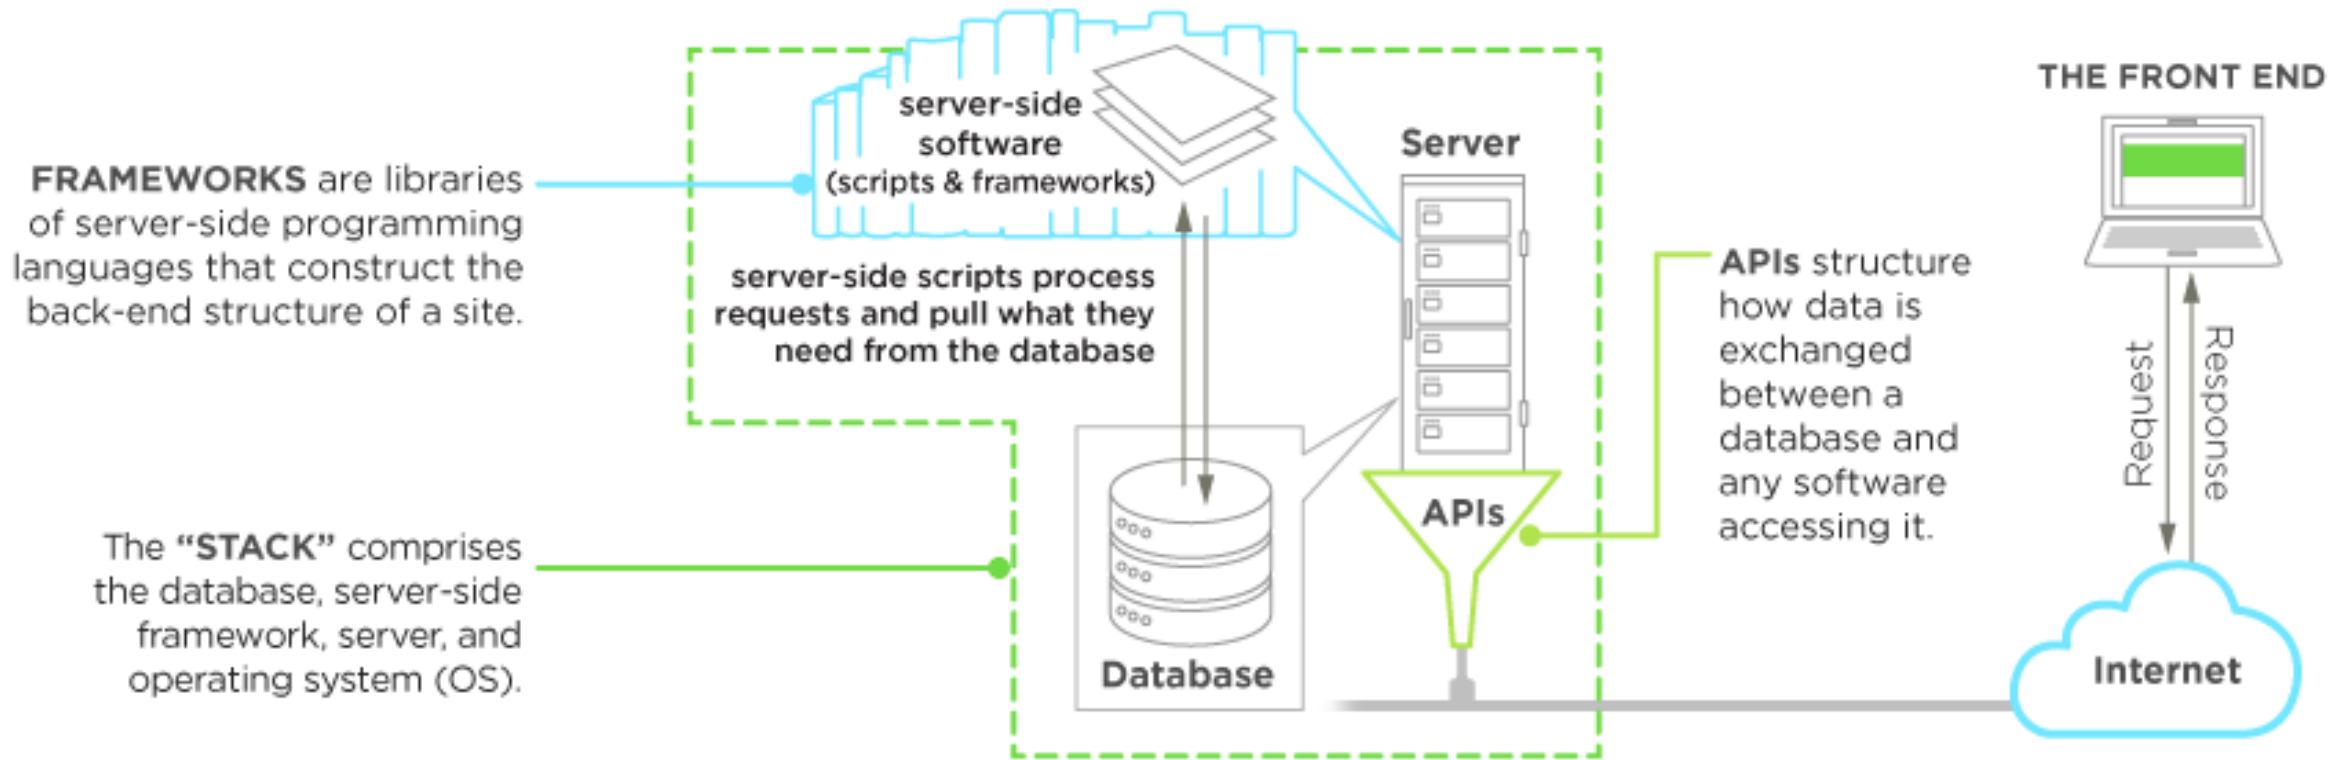 FRAMEWORKS are libraries
of server-side programming
languages that construct the
back-end structure of a site.
The “STACK” comprises
the database, server-side
framework, server, and
operating system (OS).
server-side
software
(scripts & frameworks)
server-side scripts process
requests and pull what they
need from the database
Database
Server
APIs
APIs structure
how data is
exchanged
between a
database and
any software
accessing it.
THE FRONT END
Request
Response
Internet